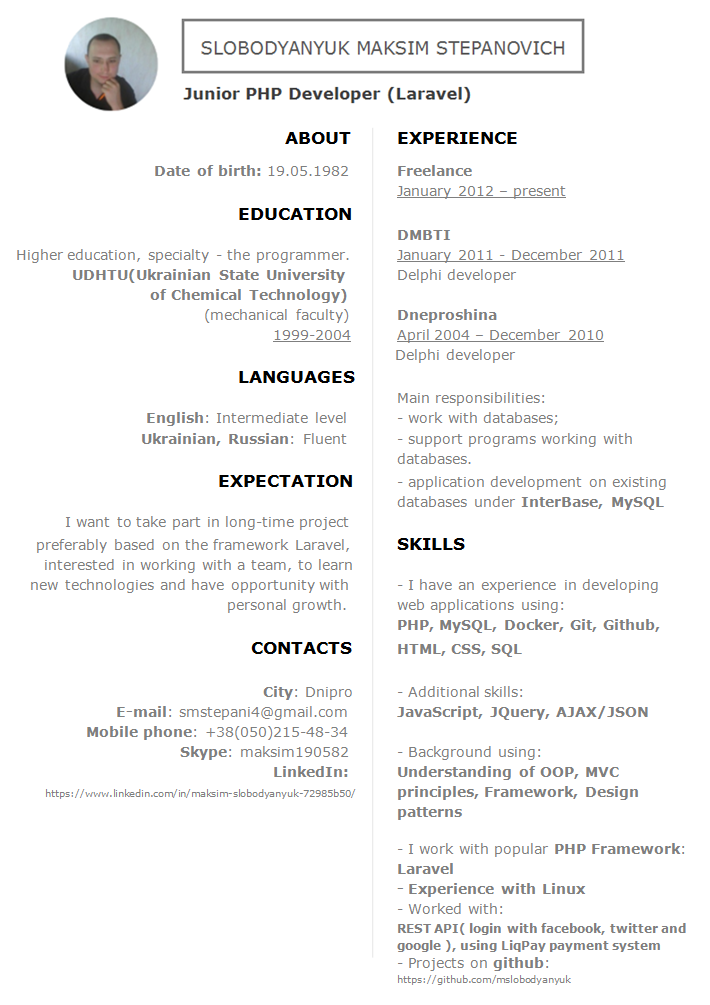 SLOBODYANYUK MAKSIM STEPANOVICH
Junior PHP Developer (Laravel)
ABOUT
Date of birth: 19.05.1982
EDUCATION
Higher education, specialty - the programmer.
UDHTU(Ukrainian State University
of Chemical Technology)
(mechanical faculty)
1999-2004
LANGUAGES
English: Intermediate level
Ukrainian, Russian: Fluent
EXPECTATION
I want to take part in long-time project
preferably based on the framework Laravel,
interested in working with a team, to learn
new technologies and have opportunity with
personal growth.
CONTACTS
City: Dnipro
E-mail: smstepani4@gmail.com
Mobile phone: +38(050)215-48-34
Skype: maksim190582
LinkedIn:
https://www.linkedin.com/in/maksim-slobodyanyuk-72985b50/
EXPERIENCE
Freelance
January 2012 – present
DMBTI
January 2011 - December 2011
Delphi developer
Dneproshina
April 2004 – December 2010
Delphi developer
Main responsibilities:
- work with databases;
- support programs working with
databases.
- application development on existing
databases under InterBase, MySQL
SKILLS
- I have an experience in developing
web applications using:
PHP, MySQL, Docker, Git, Github,
HTML, CSS, SQL
- Additional skills:
JavaScript, JQuery, AJAX/JSON
- Background using:
Understanding of OOP, MVC
principles, Framework, Design
patterns
- I work with popular PHP Framework:
Laravel
- Experience with Linux
- Worked with:
REST API( login with facebook, twitter and
google ), using LiqPay payment system
- Projects on github:
https://github.com/mslobodyanyuk